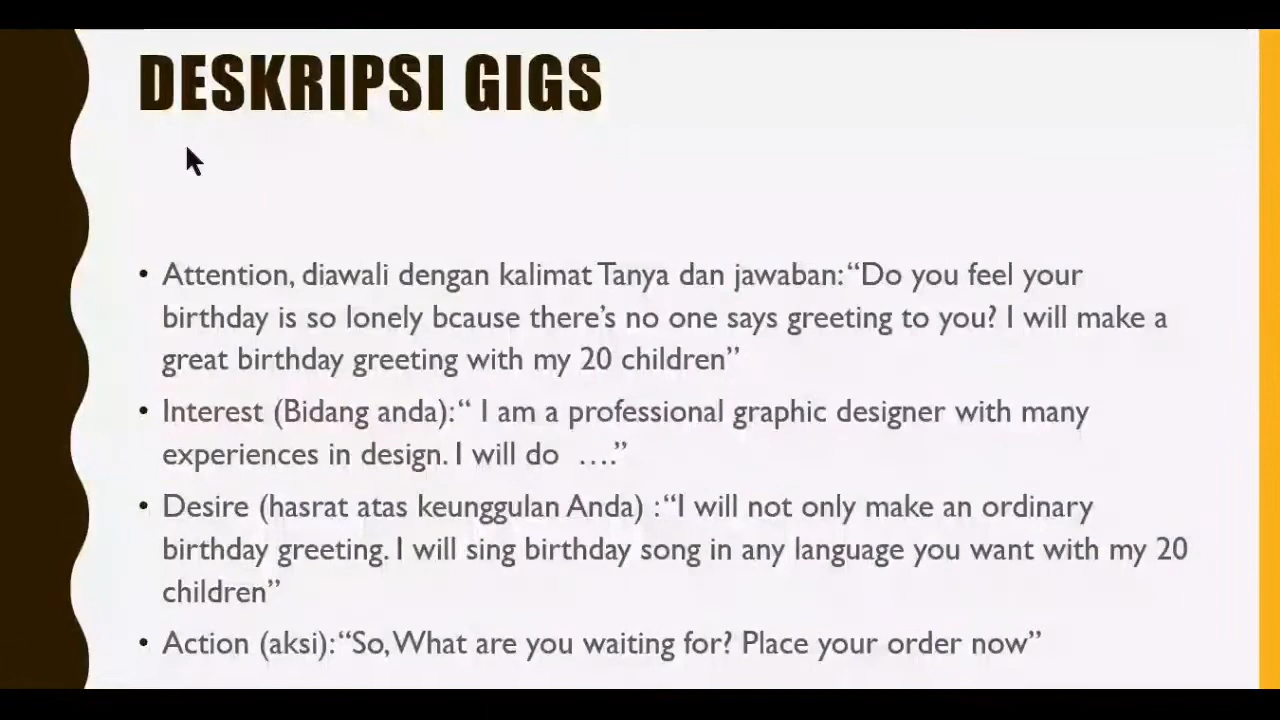 DESKRIPSI GIGS
• Attention, diawali dengan kalimat Tanya dan jawaban: “Do you feel your
birthday is so lonely bcause there’s no one says greeting to you? I will make a
great birthday greeting with my 20 children”
• Interest (Bidang anda): “ I am a professional graphic designer with many
experiences in design. I will do ….”
• Desire (hasrat atas keunggulan Anda) : “I will not only make an ordinary
birthday greeting. I will sing birthday song in any language you want with my 20
children”
• Action (aksi): “So, What are you waiting for? Place your order now”